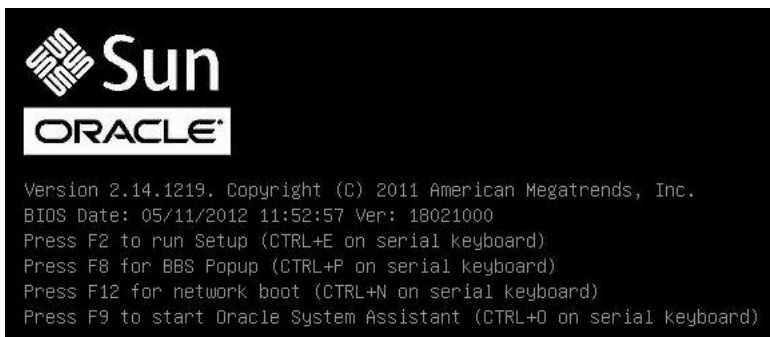 Sun
ORACLE
Version 2.14.1219. Copyright (C) 2011 American Megatrends, Inc.
BIOS Date: 05/11/2012 11:52:57 Ver: 18021000
Press F2 to run Setup (CTRL+E on serial keyboard)
Press F8 for BBS Popup (CTRL+P on serial keyboard)
Press F12 for network boot (CTRL+N on serial keyboard)
Press F9 to start Oracle System Assistant (CTRL+O on serial keyboard)